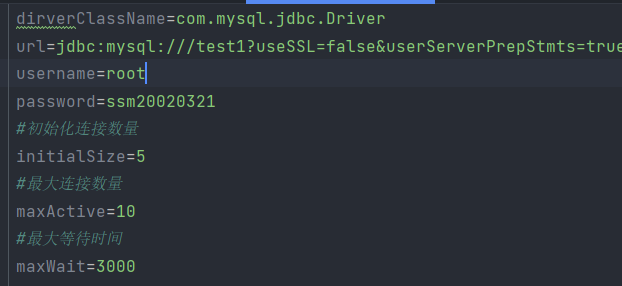 dirverClassName=com.mysql.jdbc.Driver
url=jdbc:mysql:///test1?useSSL=false&userServerPrepStmts=true
username=root
password=ssm20020321
#初始化连接数量
initialSize=5
#最大连接数量
maxActive=10
#最大等待时间
maxWait=3000